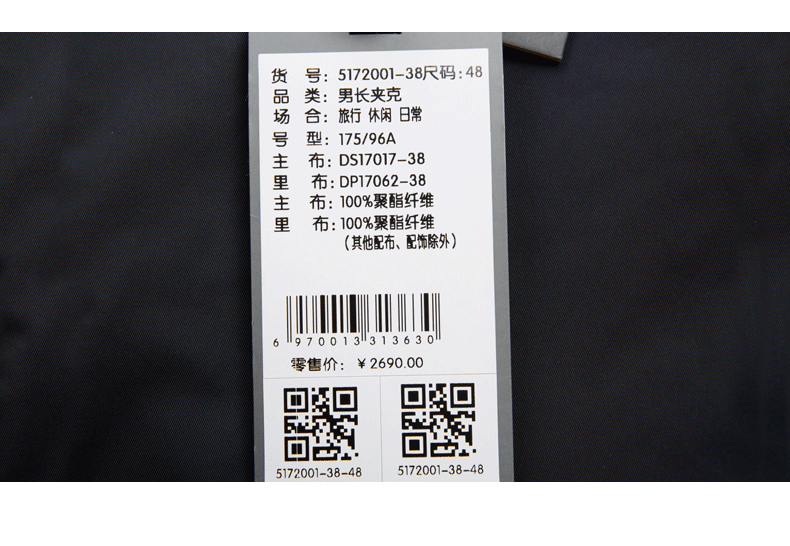 货 号: 5172001-38尺码: 48
品 类: 男长夹克
场 合: 旅行 休闲 日常
号 型: 175/96A
主 布: DS17017-38
里 布: DP17062-38
主 布: 100%聚酯纤维
里 布: 100%聚酯纤维
(其他配布、配饰除外)
6 970013 313630
零售价: ¥2690.00
5172001-38-48 5172001-38-48